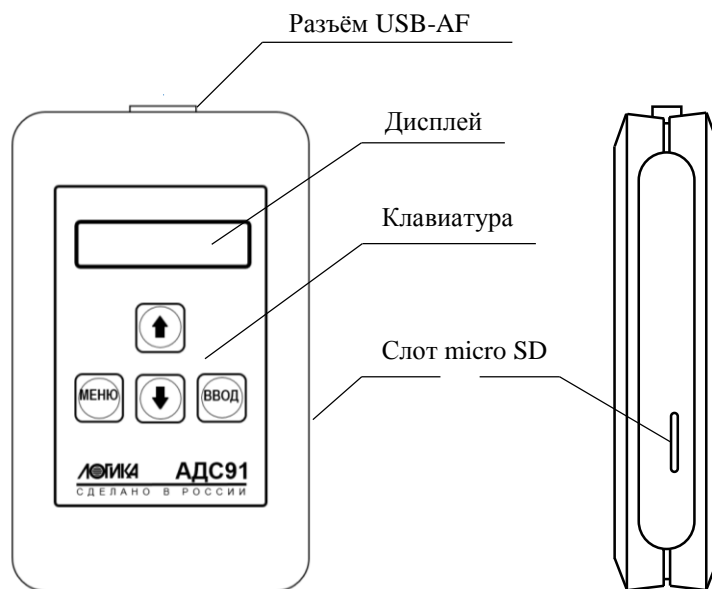 Разъём USB-AF
Дисплей
Клавиатура
Слот micro SD
МЕНЮ
ВВОД
ЛОГИКА АДС91
СДЕЛАНО В РОССИИ